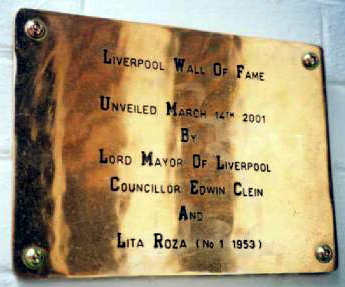 Liverpool Wall Of Fame
Unveiled March 14th 2001
By
Lord Mayor Of Liverpool
Councillor Edwin Clein
And
Lita Roza (No 1 1953)